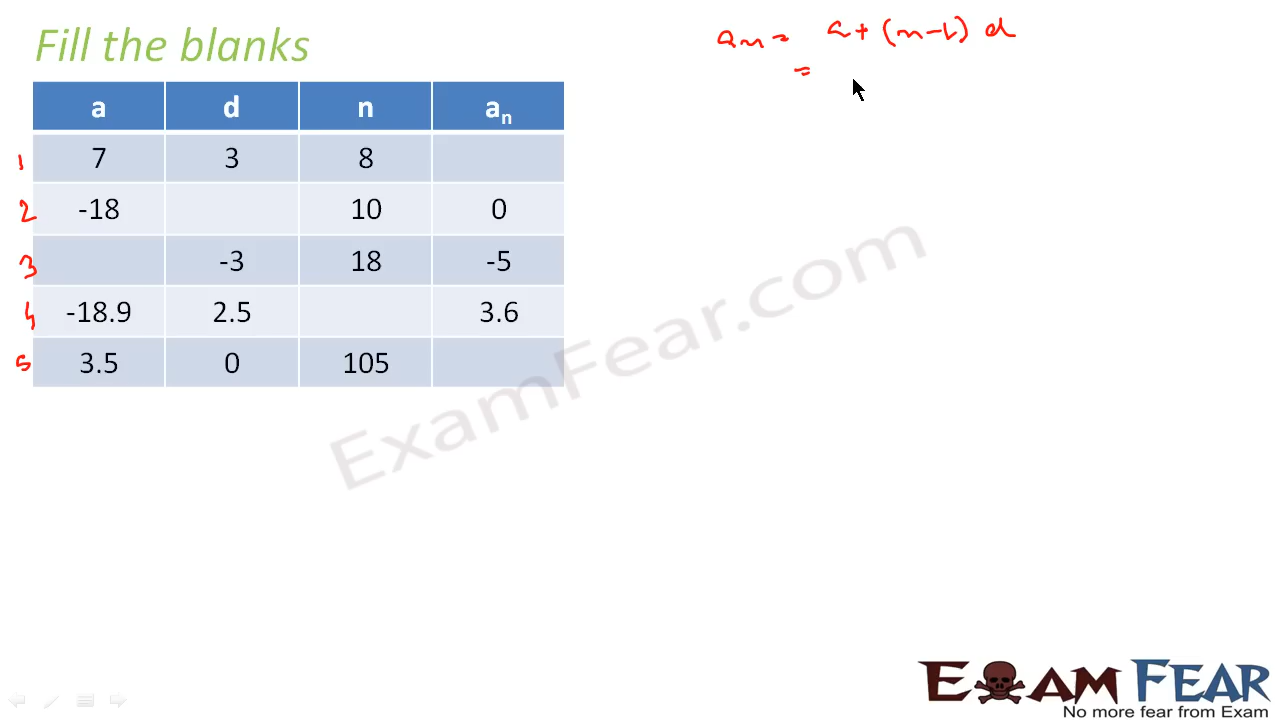 Fill the blanks
an = a + (n-1) d
=
a d n an
1 7 3 8
2 -18 10 0
3 -3 18 -5
4 -18.9 2.5 3.6
5 3.5 0 105
ExamFear.com
EXAM FEAR
No more fear from Exam